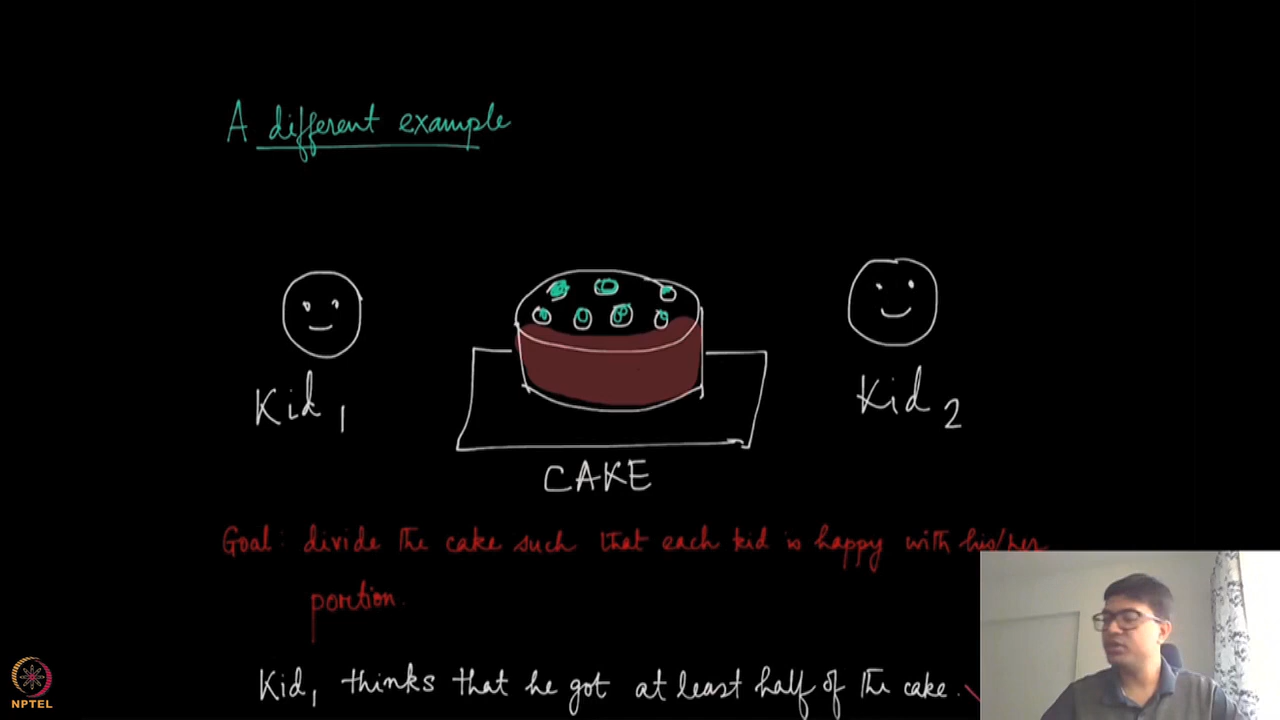 A different example
Kid 1
Kid 2
CAKE
Goal: divide the cake such that each kid is happy with his/her
portion.
Kid1 thinks that he got at least half of the cake.
NPTEL